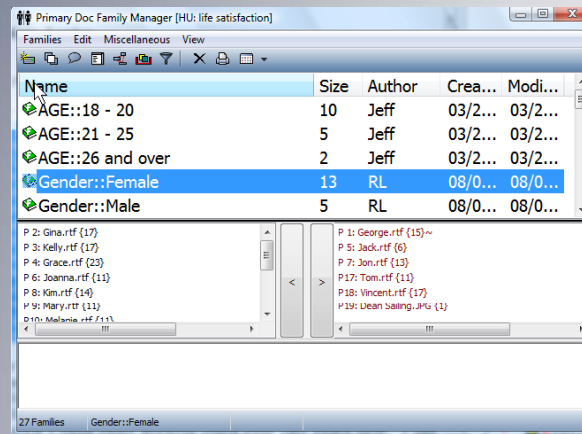 Primary Doc Family Manager [HU: life satisfaction]
Families Edit Miscellaneous View
Name Size Author Crea... Modi...
AGE::18 - 20 10 Jeff 03/2... 03/2...
AGE::21 - 25 5 Jeff 03/2... 03/2...
AGE::26 and over 2 Jeff 03/2... 03/2...
Gender::Female 13 RL 08/0... 08/0...
Gender::Male 5 RL 08/0... 08/0...
P 2: Gina.rtf {17}
P 3: Kelly.rtf {17}
P 4: Grace.rtf {23}
P 6: Joanna.rtf {11}
P 8: Kim.rtf {14}
P 9: Mary.rtf {11}
P10: Melanie.rtf {11}
< >
P 1: George.rtf {15}~
P 5: Jack.rtf {6}
P 7: Jon.rtf {13}
P17: Tom.rtf {11}
P18: Vincent.rtf {17}
P19: Dean Sailing.JPG {1}
27 Families Gender::Female